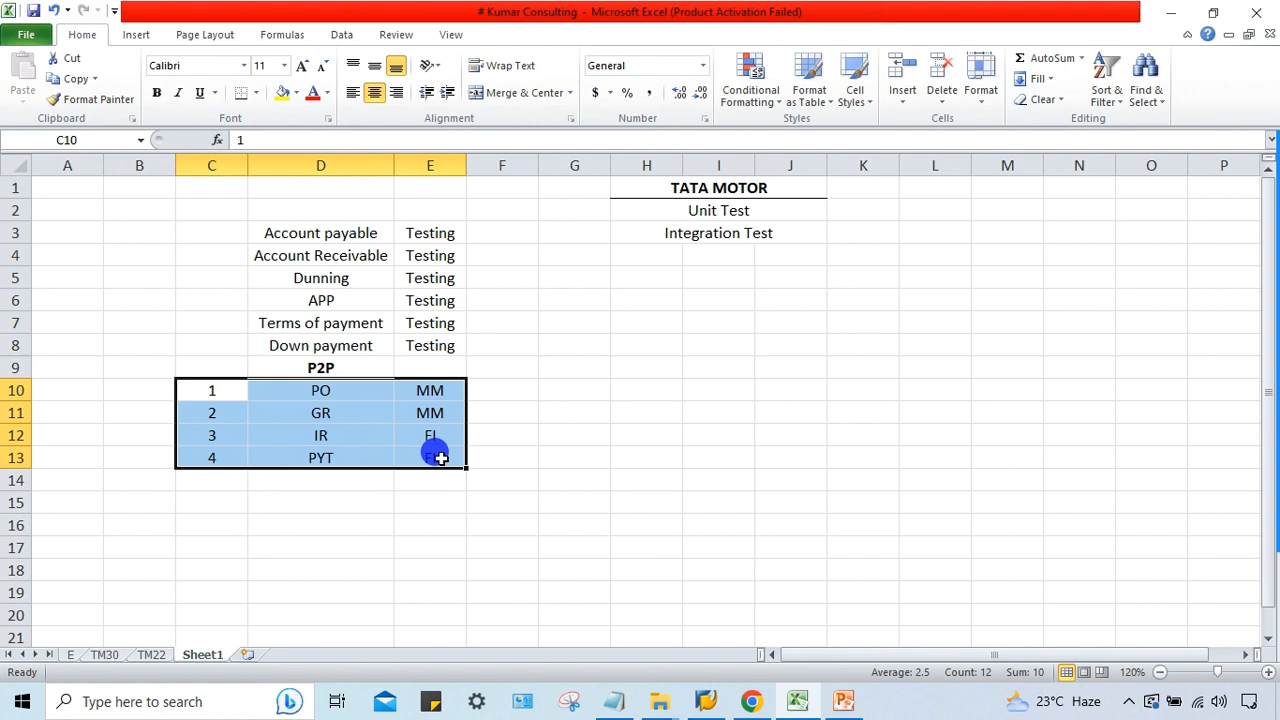 # Kumar Consulting - Microsoft Excel (Product Activation Failed)
File Home Insert Page Layout Formulas Data Review View
Paste
Cut
Copy
Format Painter
Clipboard
Calibri 11
B I U A
Font
Wrap Text
Merge & Center
Alignment
General
$ % ,
Number
Conditional Formatting
Format as Table
Cell Styles
Styles
Insert Delete Format
Cells
AutoSum
Fill
Clear
Sort & Filter
Find & Select
Editing
C10 fx 1
A B C D E F G H I J K L M N O P
1 TATA MOTOR
2 Unit Test
3 Account payable Testing Integration Test
4 Account Receivable Testing
5 Dunning Testing
6 APP Testing
7 Terms of payment Testing
8 Down payment Testing
9 P2P
10 1 PO MM
11 2 GR MM
12 3 IR FI
13 4 PYT
14
15
16
17
18
19
20
21
E TM30 TM22 Sheet1
Ready Average: 2.5 Count: 12 Sum: 10 120%
Type here to search 23°C Haze